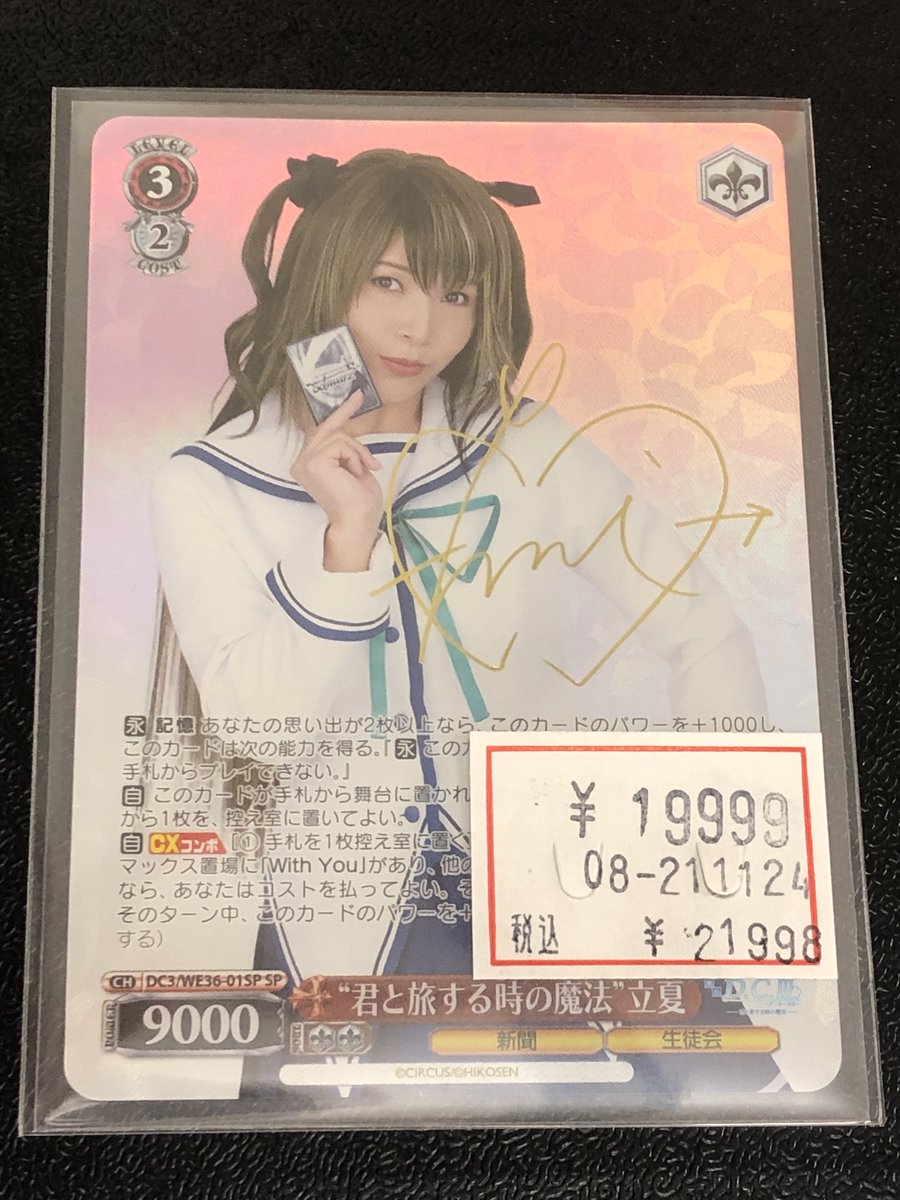 LEVEL
3
2
COST
永 記憶 あなたの思い出が2枚以上なら、このカードのパワーを+1000し、
このカードは次の能力を得る。「永 このカ
手札からプレイできない。」
自 このカードが手札から舞台に置かれ
から1枚を、控え室に置いてよい。
自 CXコンボ [① 手札を1枚控え室に置く
マックス置場に「With You」があり、他の
なら、あなたはコストを払ってよい。そ
そのターン中、このカードのパワーを+
する)
¥ 19999
08-211124
税込 ¥ 21998
CH DC3/WE36-01SP SP
POWER
9000
"君と旅する時の魔法"立夏
D.C.III
新聞
生徒会
©CIRCUS/©HIKOSEN